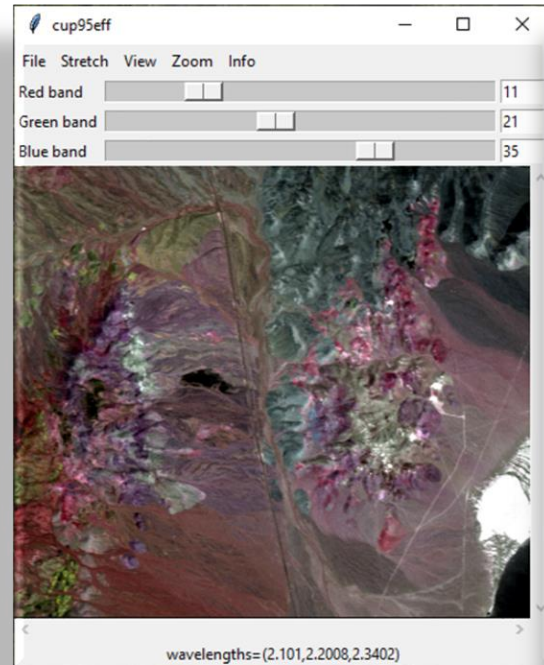 cup95eff
File Stretch View Zoom Info
Red band 11
Green band 21
Blue band 35
wavelengths=(2.101,2.2008,2.3402)